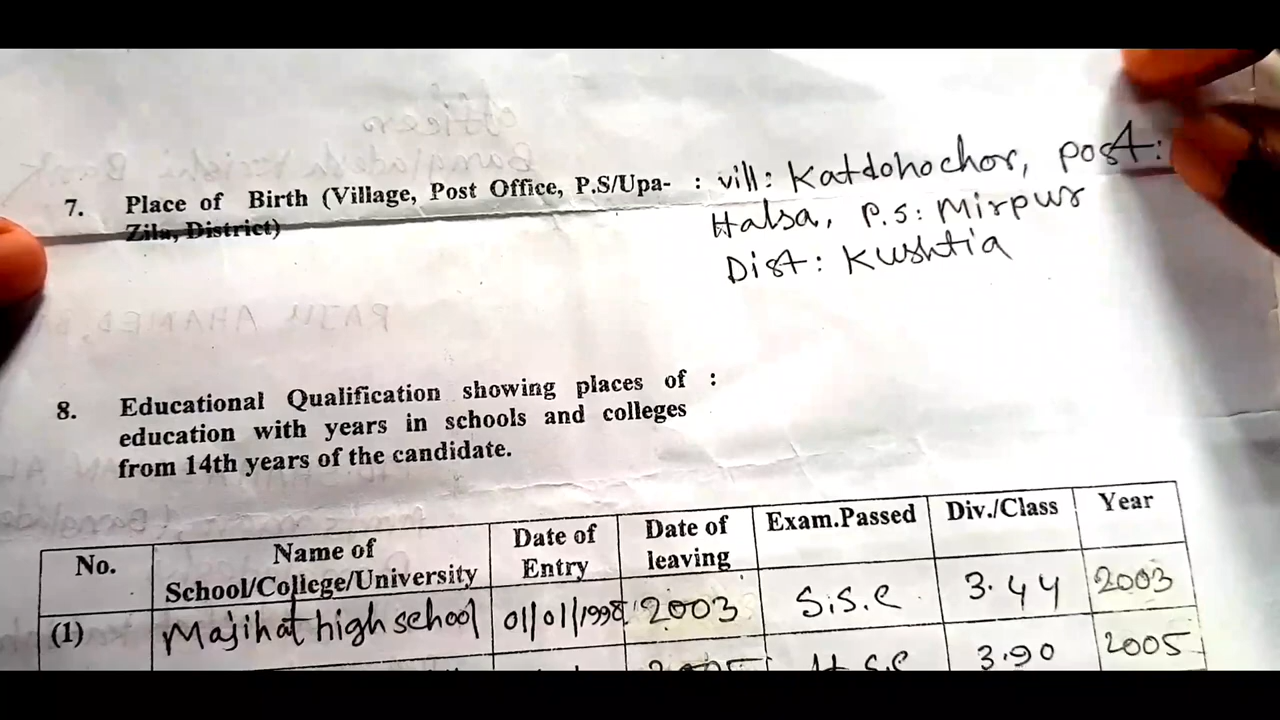 7. Place of Birth (Village, Post Office, P.S/Upa- : vill: Katdohochor, post:
Zila, District) Halsa, P.S: Mirpur
Dist: Kushtia
8. Educational Qualification showing places of :
education with years in schools and colleges
from 14th years of the candidate.
No. Name of School/College/University Date of Entry Date of leaving Exam.Passed Div./Class Year
(1) Majihat high school 01/01/1998 2003 S.S.C 3.44 2003
2005 H.S.C 3.90 2005